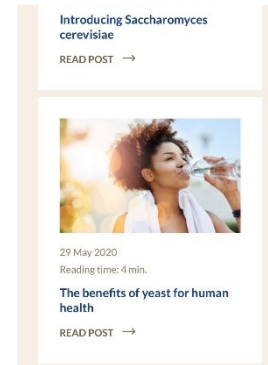 Introducing Saccharomyces
cerevisiae
READ POST →
29 May 2020
Reading time: 4 min.
The benefits of yeast for human
health
READ POST →